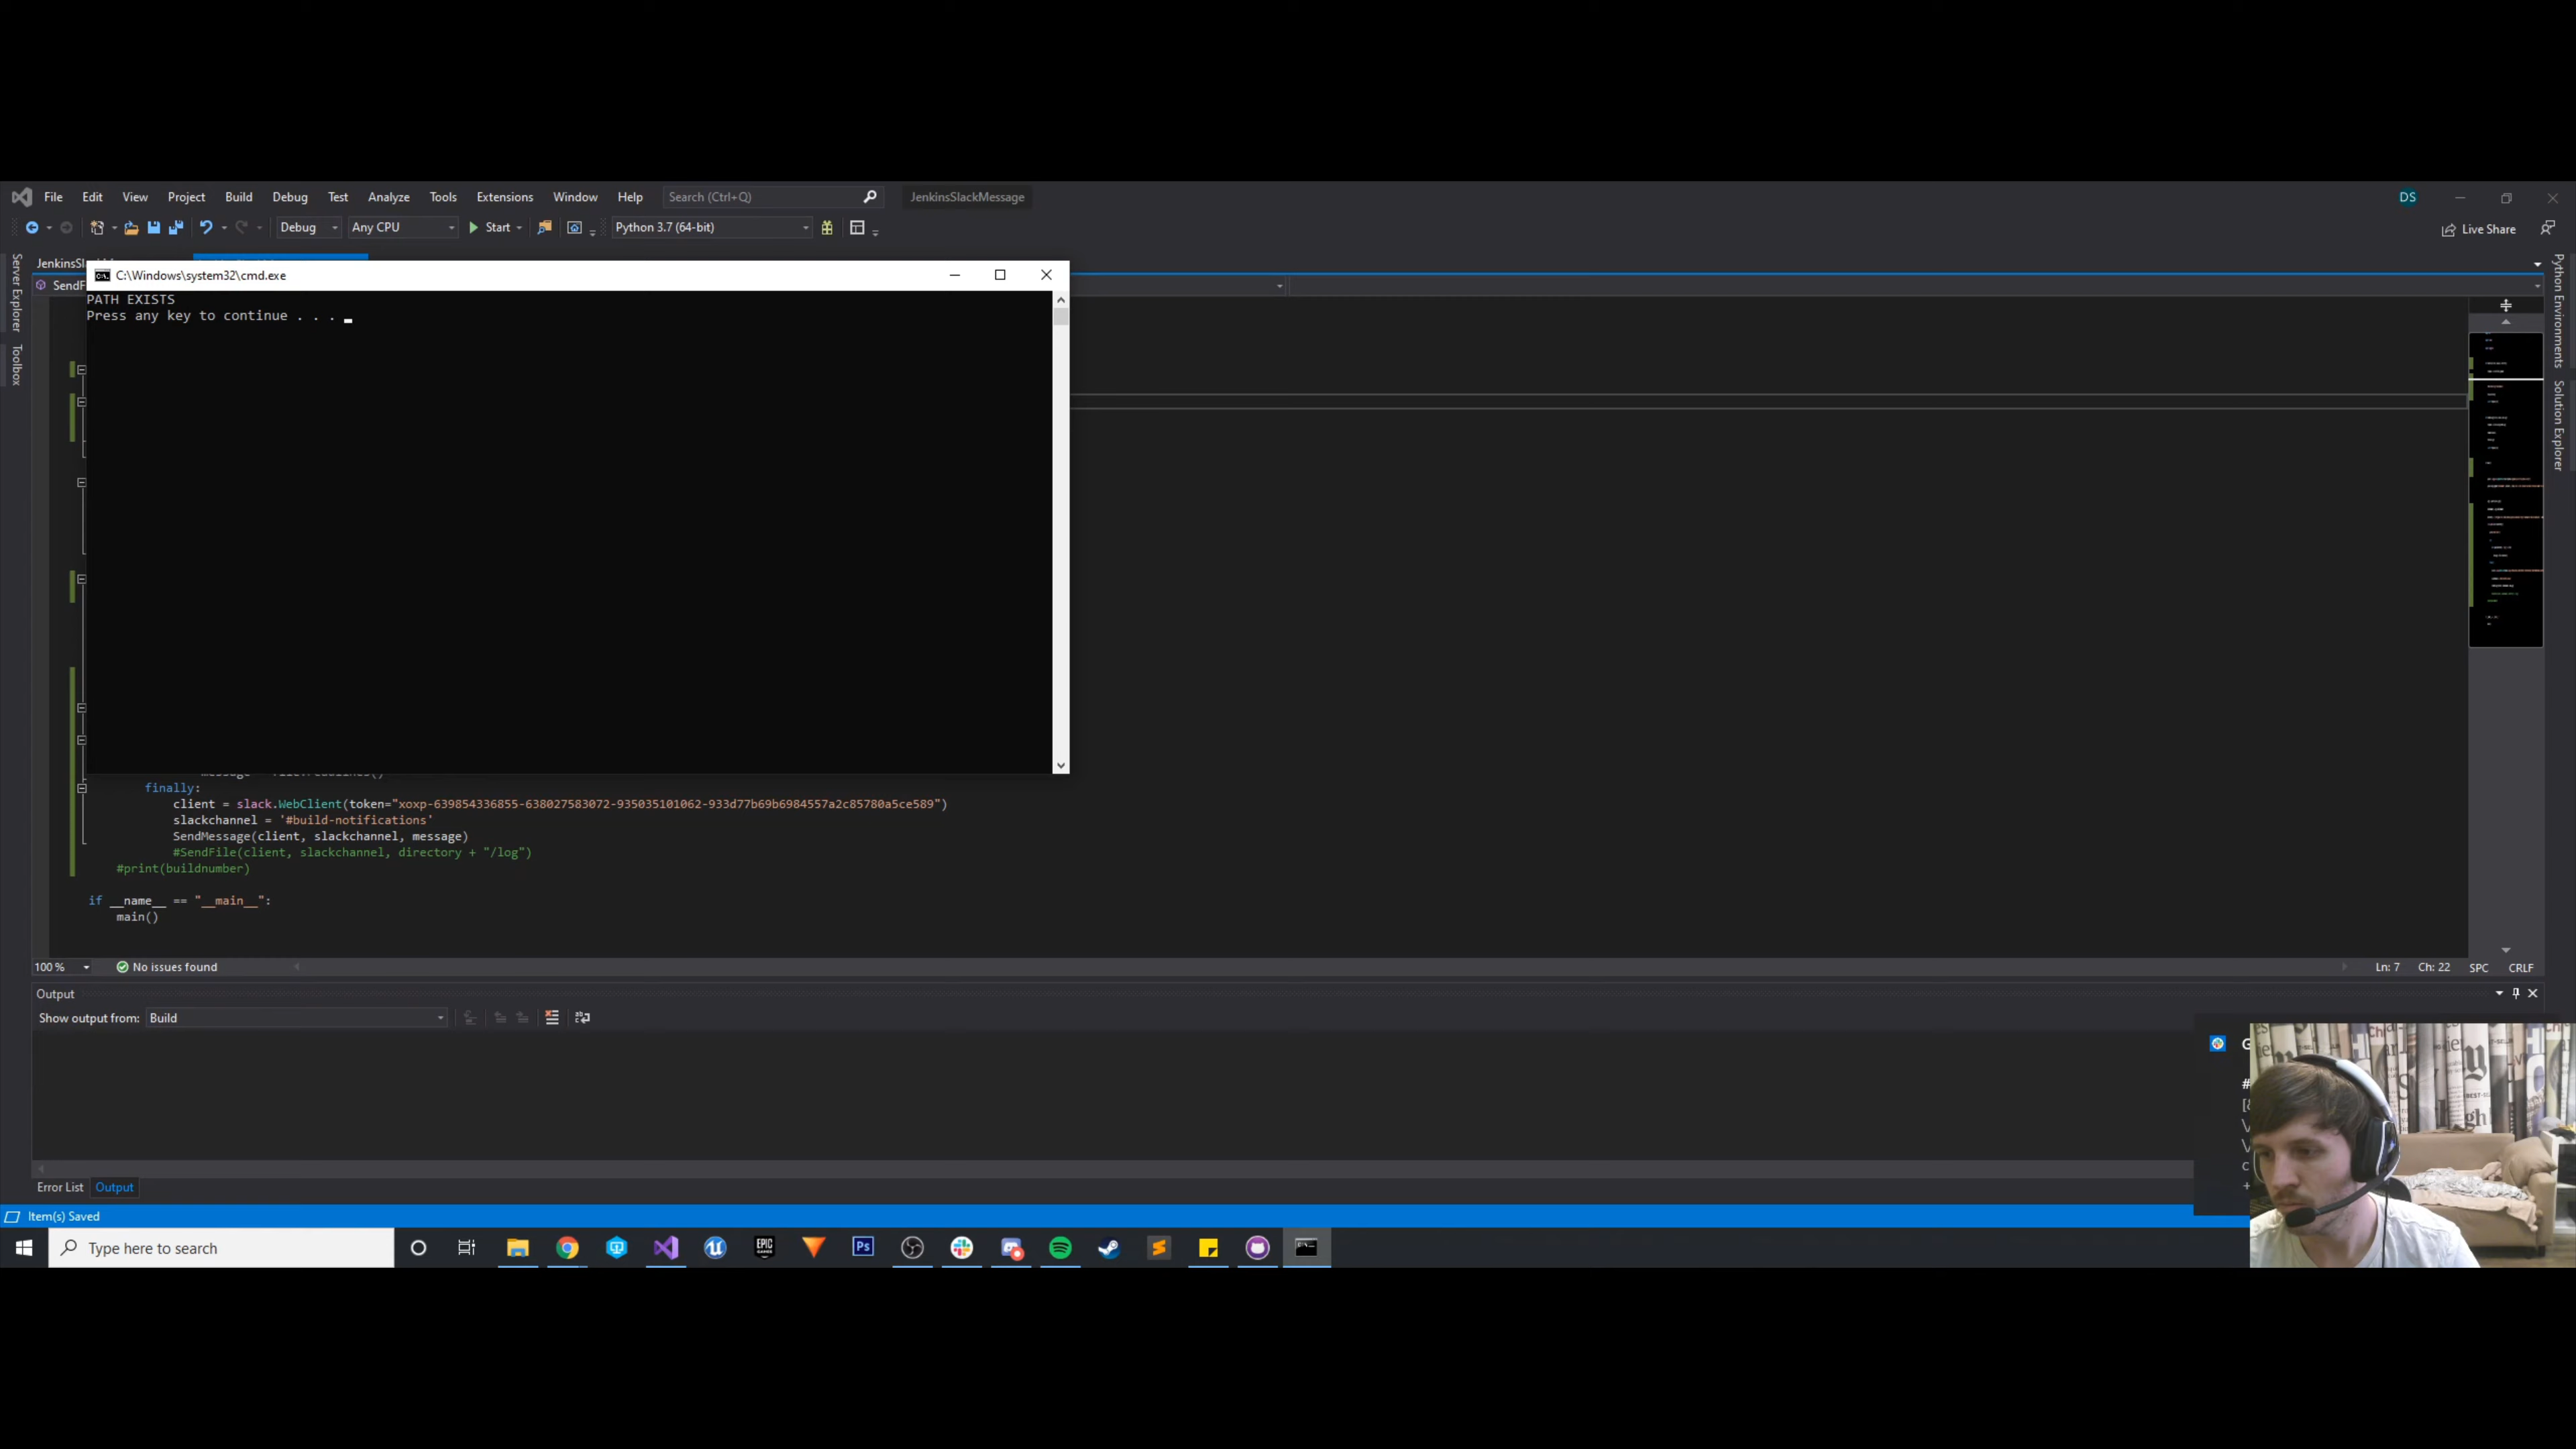 File Edit View Project Build Debug Test Analyze Tools Extensions Window Help Search (Ctrl+Q) JenkinsSlackMessage DS
Debug Any CPU Start Python 3.7 (64-bit) Live Share
Server Explorer
Toolbox
Python Environments
Solution Explorer
C:\Windows\system32\cmd.exe
PATH EXISTS
Press any key to continue . . .
finally:
client = slack.WebClient(token="xoxp-639854336855-638027583072-935035101062-933d77b69b6984557a2c85780a5ce589")
slackchannel = '#build-notifications'
SendMessage(client, slackchannel, message)
#SendFile(client, slackchannel, directory + "/log")
#print(buildnumber)
if __name__ == "__main__":
main()
100 % No issues found Ln: 7 Ch: 22 SPC CRLF
Output
Show output from: Build
Error List Output
Item(s) Saved
Type here to search